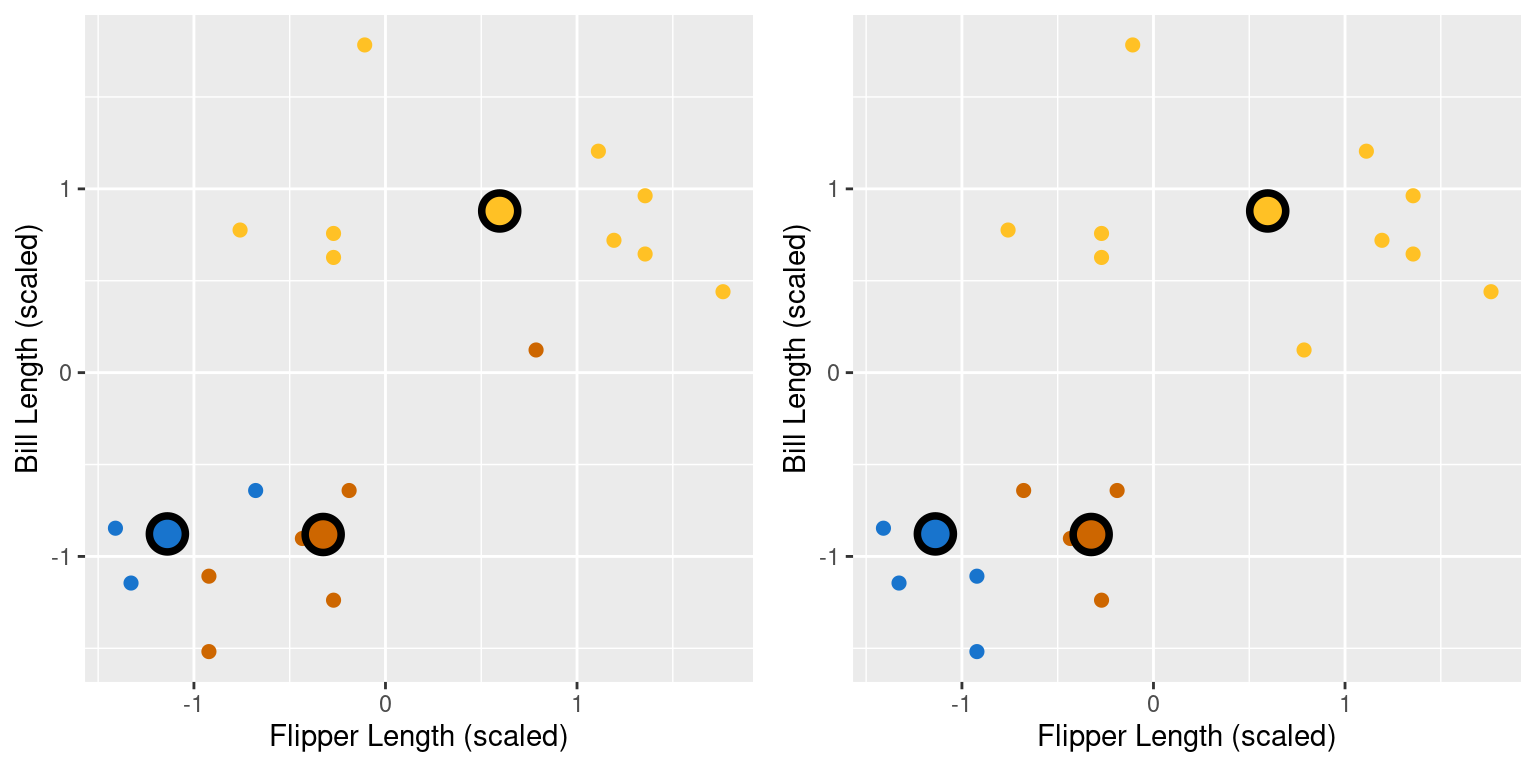 1
0
-1
Bill Length (scaled)
-1 0 1
Flipper Length (scaled)
1
0
-1
Bill Length (scaled)
-1 0 1
Flipper Length (scaled)